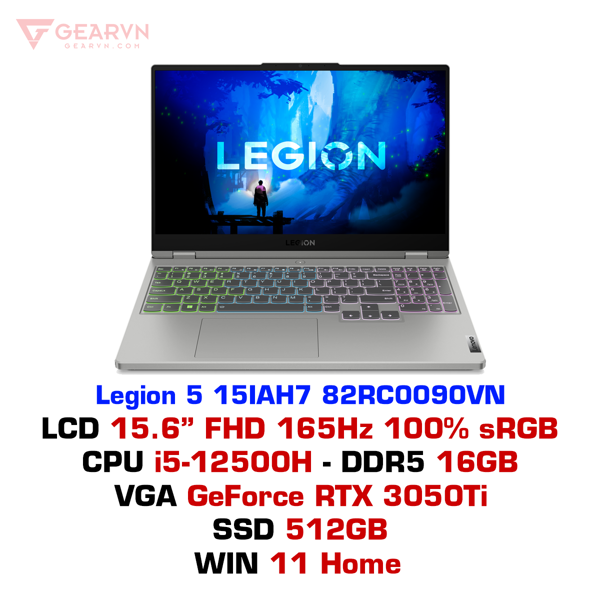 GEARVN
GEARVN.COM
LEGION
LEGION
Lenovo
Legion 5 15IAH7 82RC0090VN
LCD 15.6” FHD 165Hz 100% sRGB
CPU i5-12500H - DDR5 16GB
VGA GeForce RTX 3050Ti
SSD 512GB
WIN 11 Home